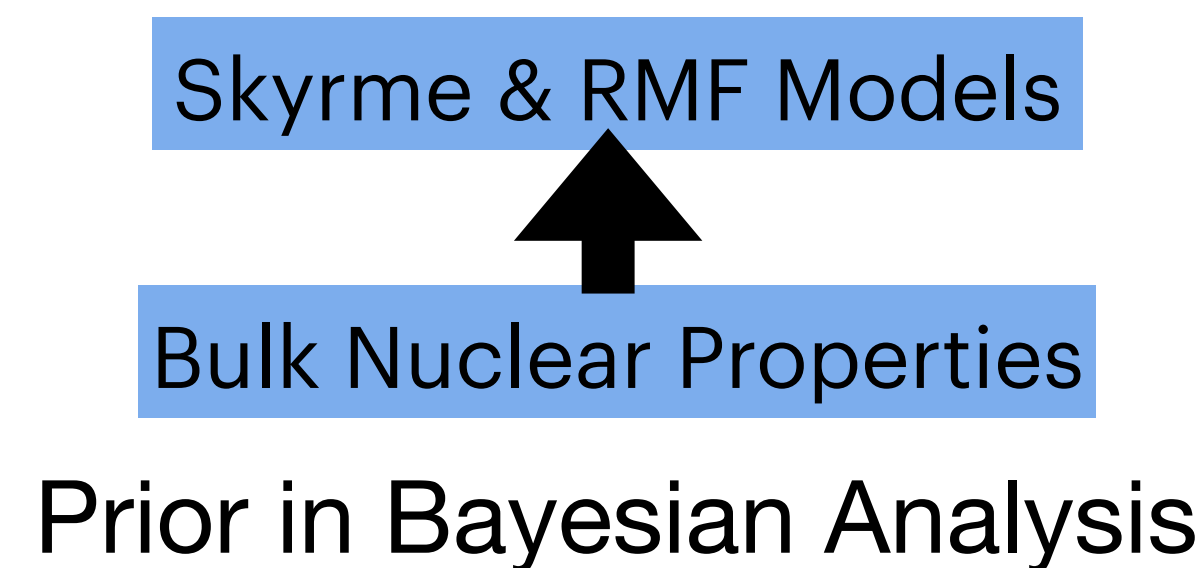 Skyrme & RMF Models
Bulk Nuclear Properties
Prior in Bayesian Analysis